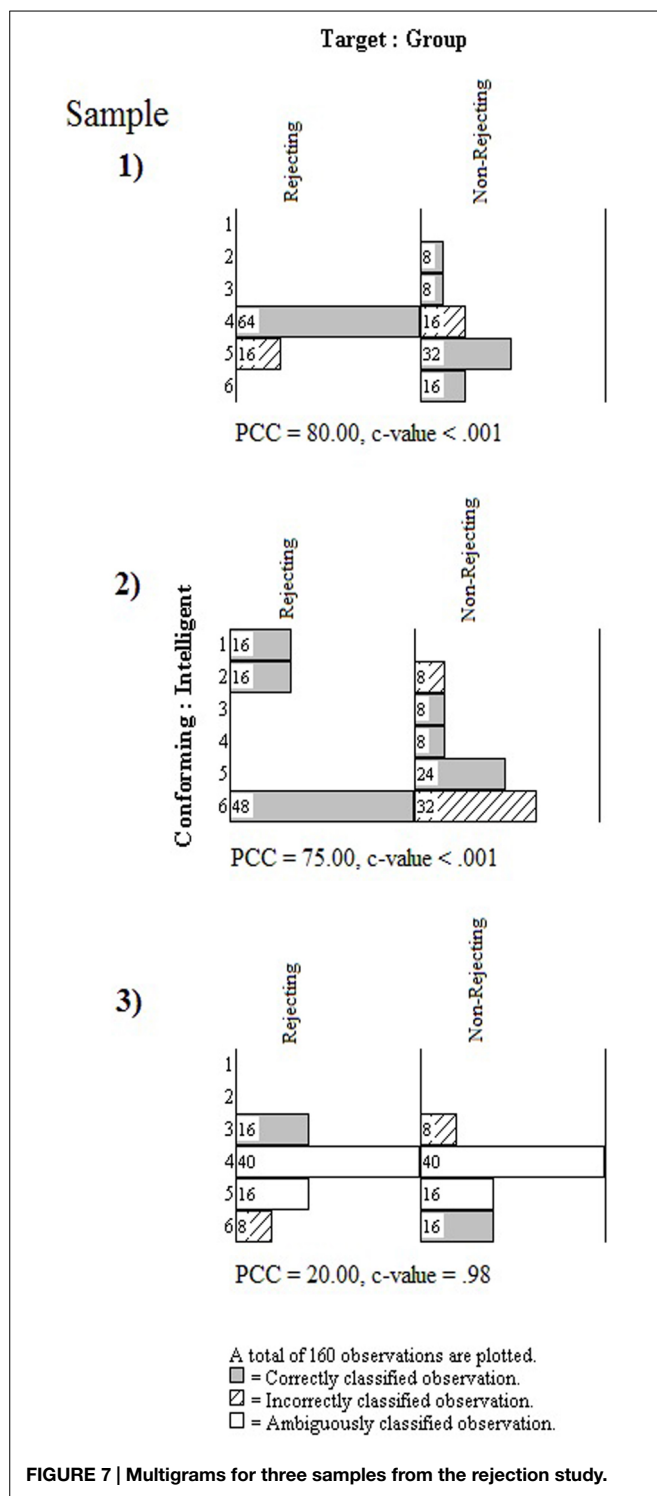 Target : Group
Sample
1)
Rejecting
Non-Rejecting
1
2 8
3 8
4 64 16
5 16 32
6 16
PCC = 80.00, c-value < .001
2)
Rejecting
Non-Rejecting
Conforming : Intelligent
1 16
2 16 8
3 8
4 8
5 24
6 48 32
PCC = 75.00, c-value < .001
3)
Rejecting
Non-Rejecting
1
2
3 16 8
4 40 40
5 16 16
6 8 16
PCC = 20.00, c-value = .98
A total of 160 observations are plotted.
= Correctly classified observation.
= Incorrectly classified observation.
= Ambiguously classified observation.
FIGURE 7 | Multigrams for three samples from the rejection study.